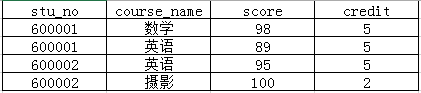 stu_no course_name score credit
600001 数学 98 5
600001 英语 89 5
600002 英语 95 5
600002 摄影 100 2